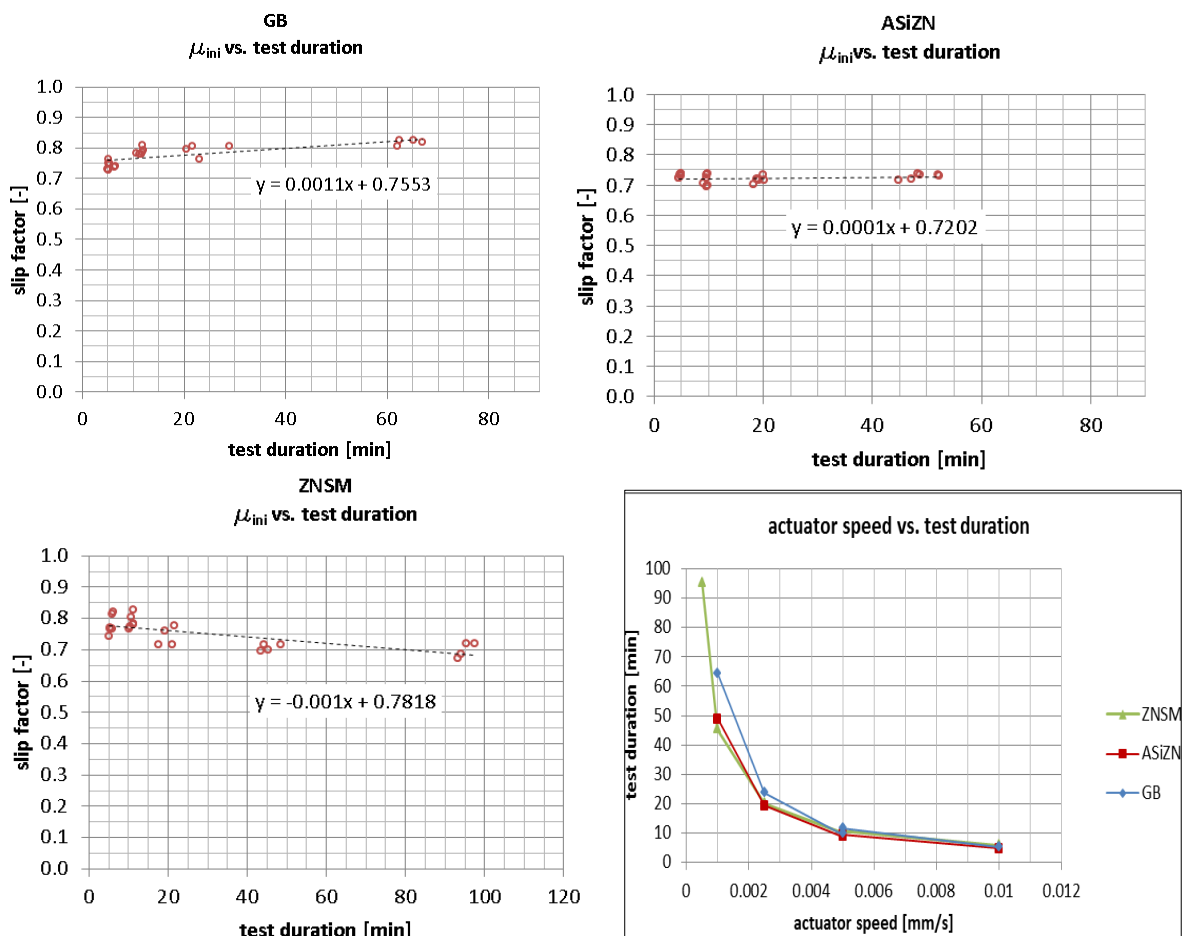 GB
μini vs. test duration
1.0
0.9
0.8
0.7
0.6
0.5
0.4
0.3
0.2
0.1
0.0
slip factor [-]
y = 0.0011x + 0.7553
0 20 40 60 80
test duration [min]
ASiZN
μinivs. test duration
1.0
0.9
0.8
0.7
0.6
0.5
0.4
0.3
0.2
0.1
0.0
slip factor [-]
y = 0.0001x + 0.7202
0 20 40 60 80
test duration [min]
ZNSM
μini vs. test duration
1.0
0.9
0.8
0.7
0.6
0.5
0.4
0.3
0.2
0.1
0.0
slip factor [-]
y = -0.001x + 0.7818
0 20 40 60 80 100 120
test duration [min]
actuator speed vs. test duration
100
90
80
70
60
50
40
30
20
10
0
test duration [min]
0 0.002 0.004 0.006 0.008 0.01 0.012
actuator speed [mm/s]
ZNSM
ASiZN
GB